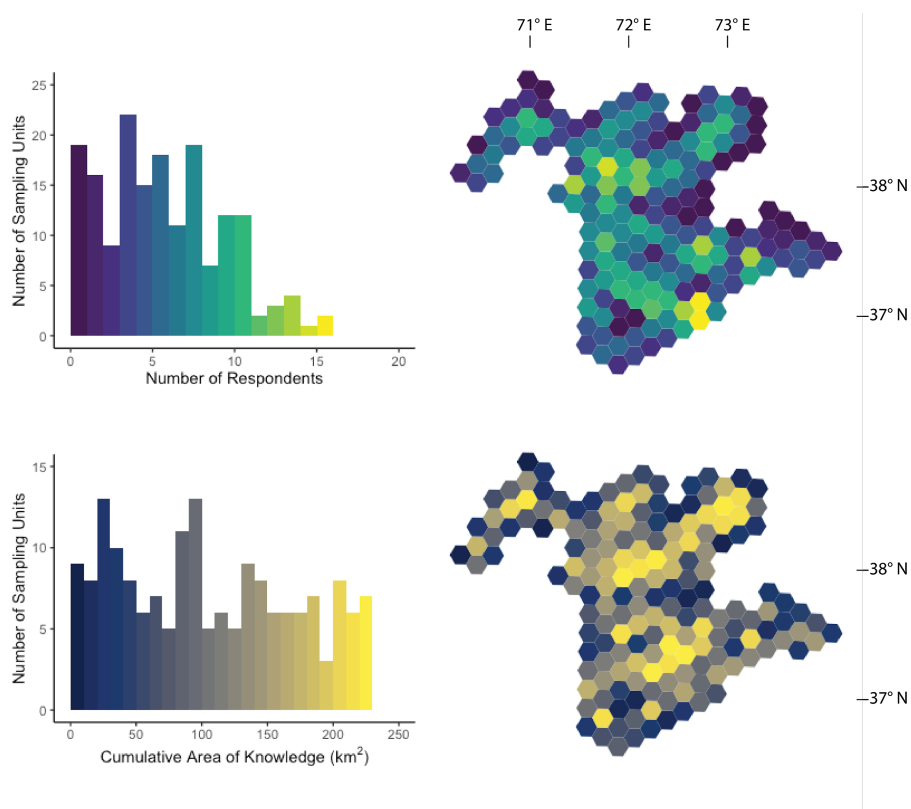 71° E 72° E 73° E
25
20
15
10
5
0
Number of Sampling Units
0 5 10 15 20
Number of Respondents
38° N
37° N
15
10
5
0
Number of Sampling Units
0 50 100 150 200 250
Cumulative Area of Knowledge (km²)
38° N
37° N